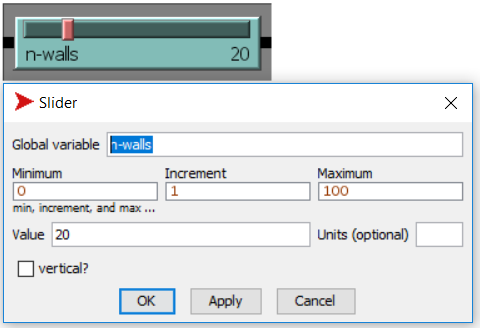 n-walls 20
Slider
Global variable n-walls
Minimum Increment Maximum
0 1 100
min, increment, and max ...
Value 20 Units (optional)
vertical?
OK Apply Cancel